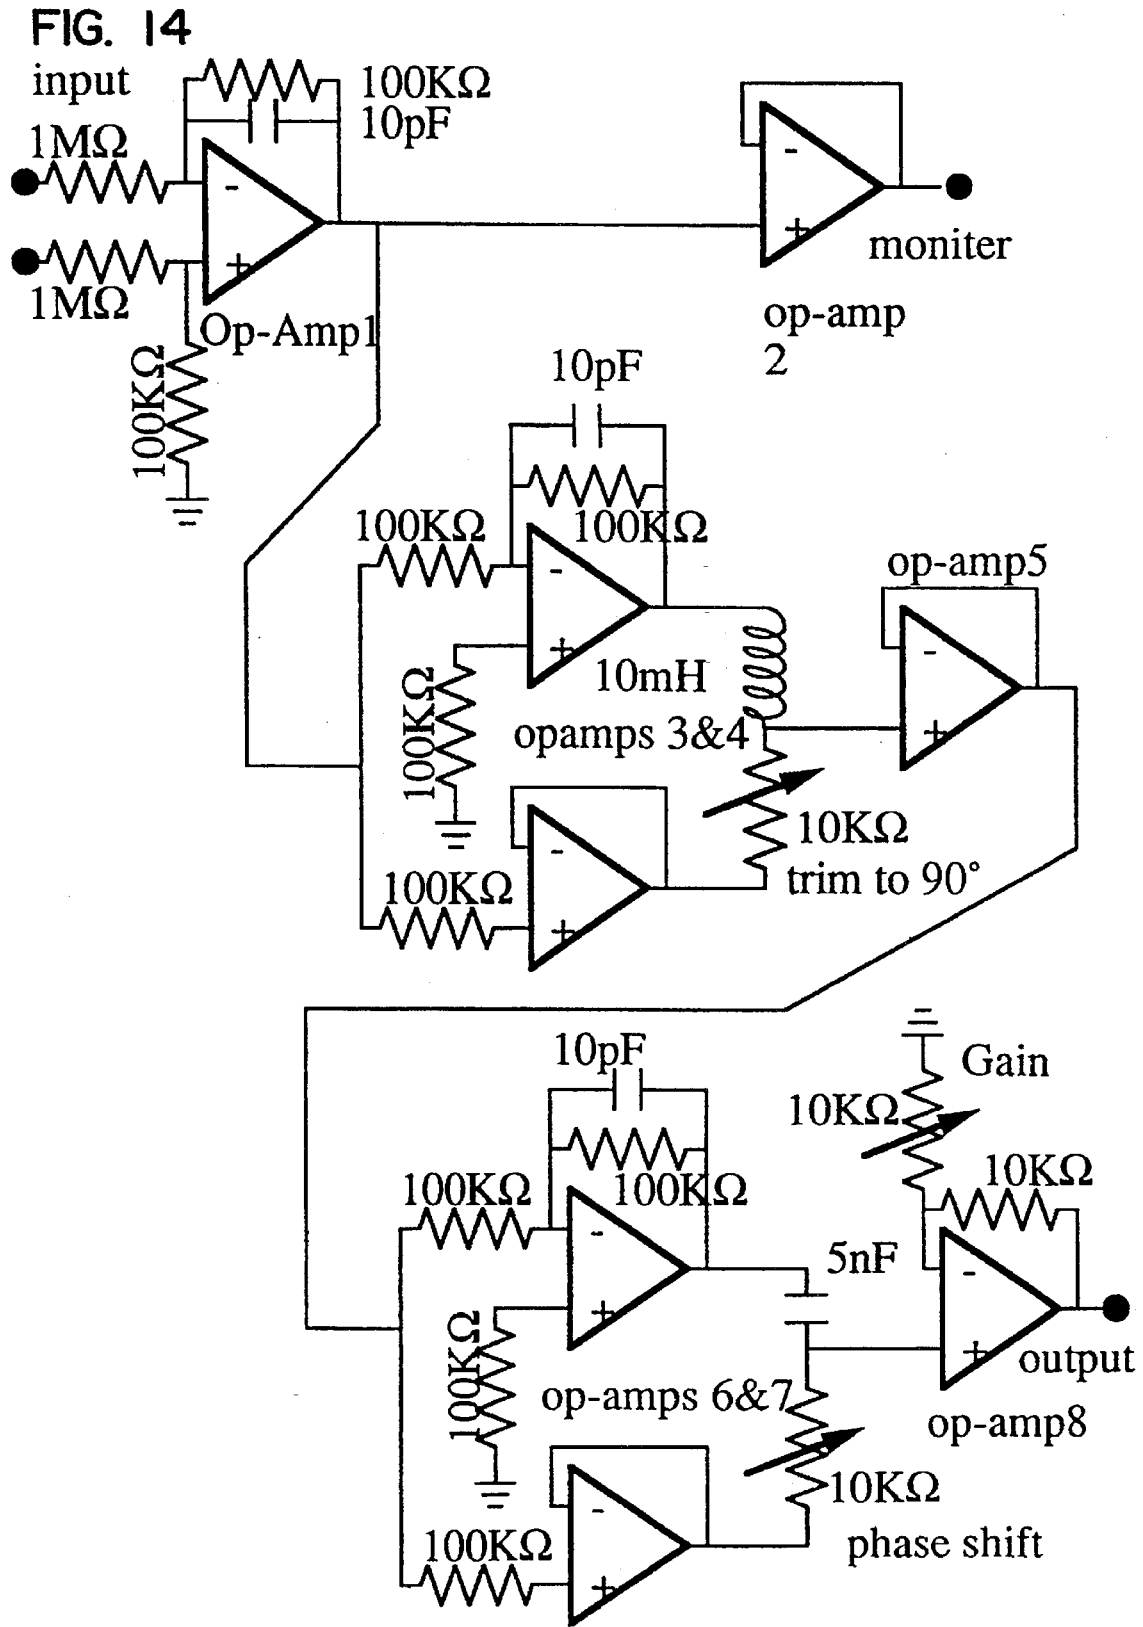 FIG. 14
input
100KΩ
10pF
1MΩ
-
+
1MΩ
Op-Amp1
100KΩ
-
+
moniter
op-amp
2
10pF
100KΩ
100KΩ
-
+
100KΩ
10mH
opamps 3&4
op-amp5
-
+
10KΩ
trim to 90°
-
+
100KΩ
10pF
100KΩ
100KΩ
-
+
100KΩ
op-amps 6&7
5nF
Gain
10KΩ
10KΩ
-
+
output
op-amp8
10KΩ
phase shift
-
+
100KΩ